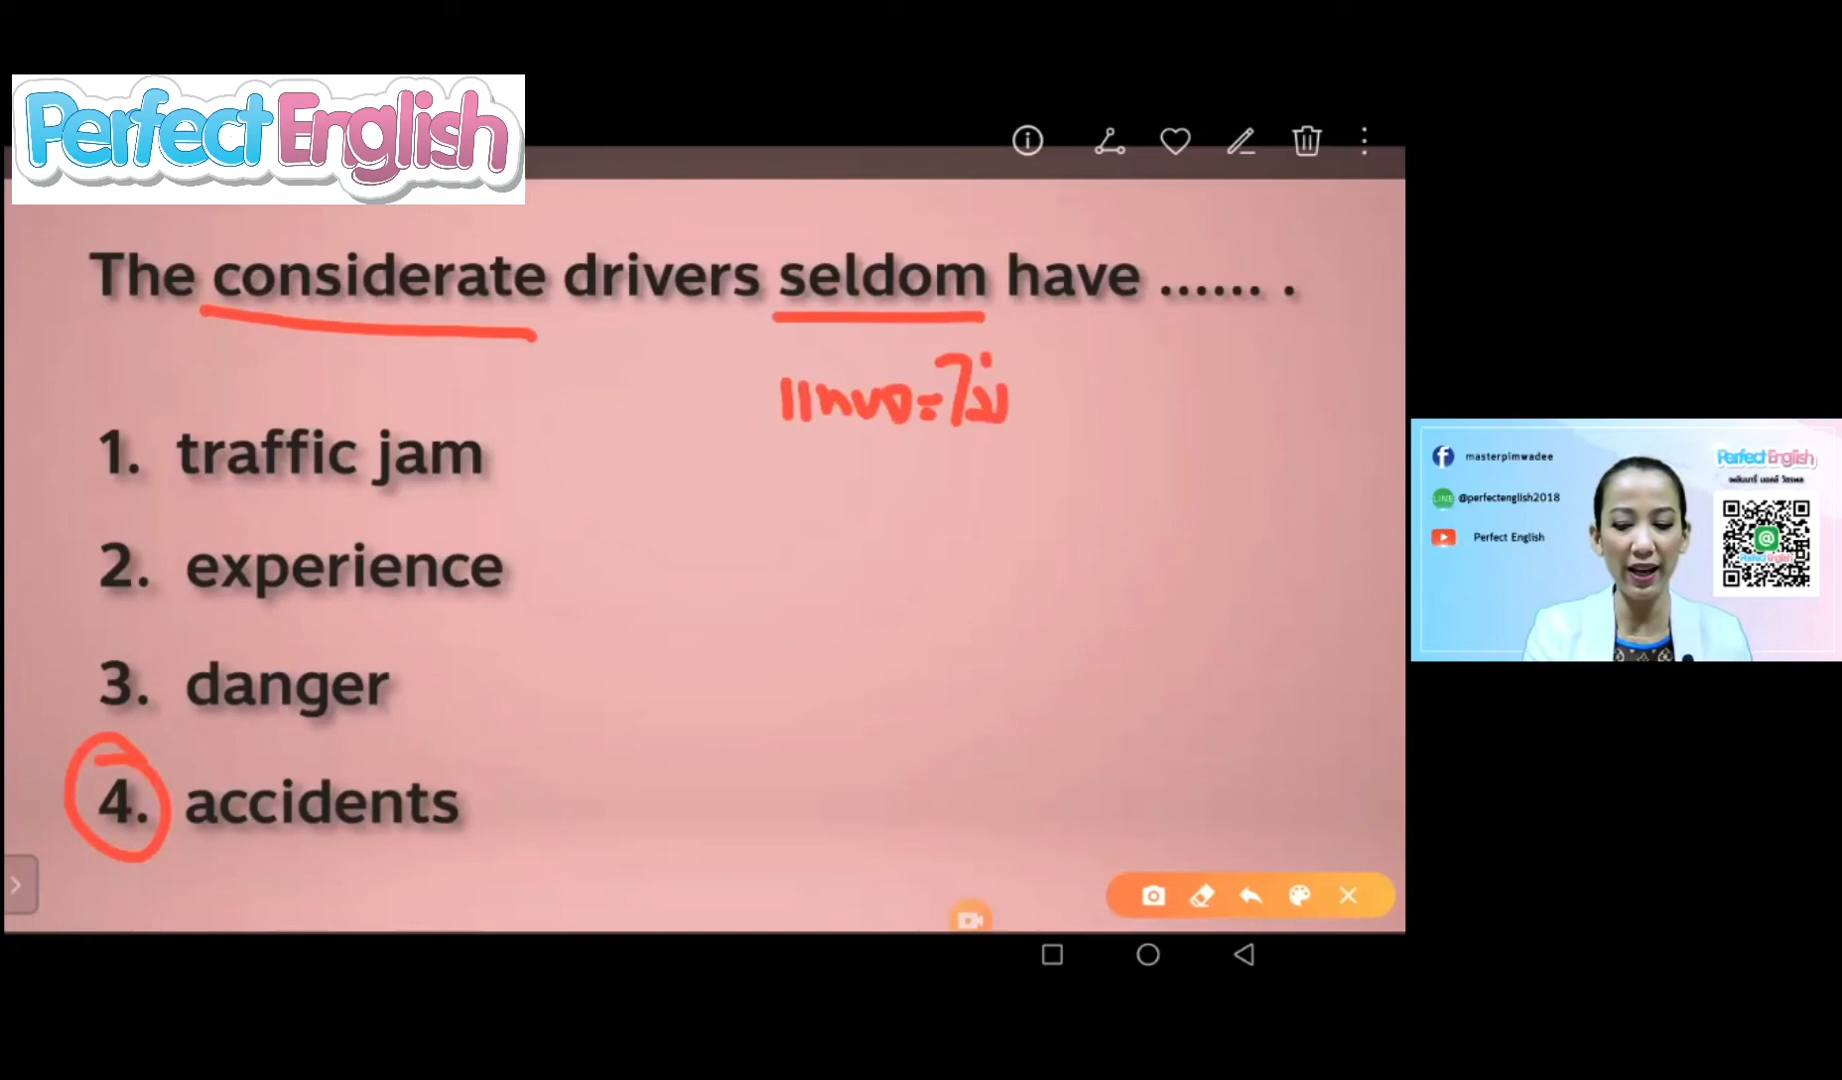 Perfect English
The considerate drivers seldom have ...... .
แทบจะไม่
1. traffic jam
2. experience
3. danger
4. accidents
masterpimwadee
LINE @perfectenglish2018
Perfect English
Perfect English